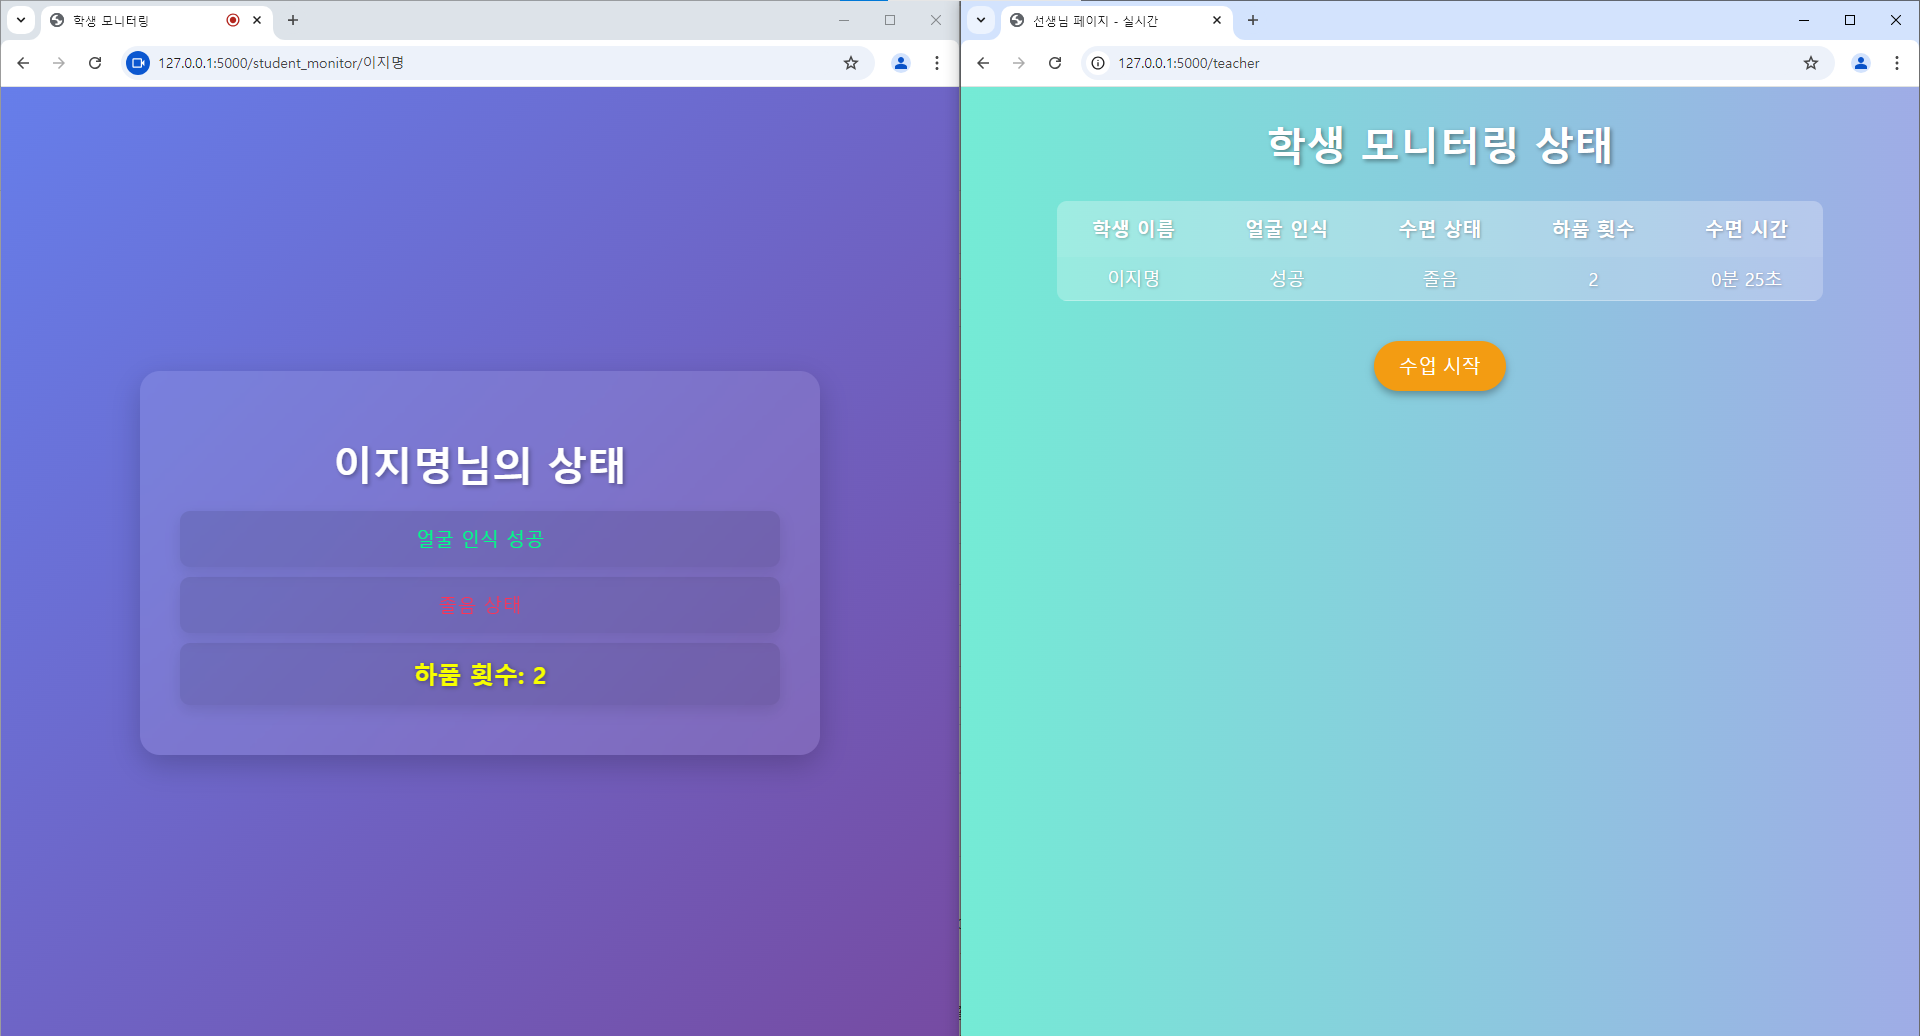 학생 모니터링
127.0.0.1:5000/student_monitor/이지명
이지명님의 상태
얼굴 인식 성공
졸음 상태
하품 횟수: 2
선생님 페이지 - 실시간
127.0.0.1:5000/teacher
학생 모니터링 상태
학생 이름 얼굴 인식 수면 상태 하품 횟수 수면 시간
이지명 성공 졸음 2 0분 25초
수업 시작